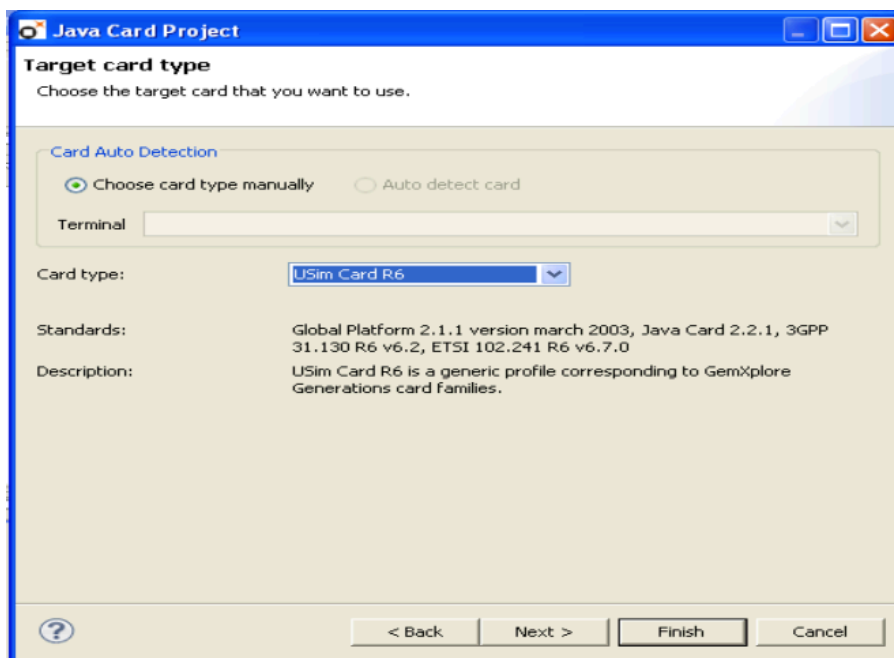 Java Card Project
Target card type
Choose the target card that you want to use.
Card Auto Detection
Choose card type manually Auto detect card
Terminal
Card type: USim Card R6
Standards: Global Platform 2.1.1 version march 2003, Java Card 2.2.1, 3GPP
31.130 R6 v6.2, ETSI 102.241 R6 v6.7.0
Description: USim Card R6 is a generic profile corresponding to GemXplore
Generations card families.
? < Back Next > Finish Cancel